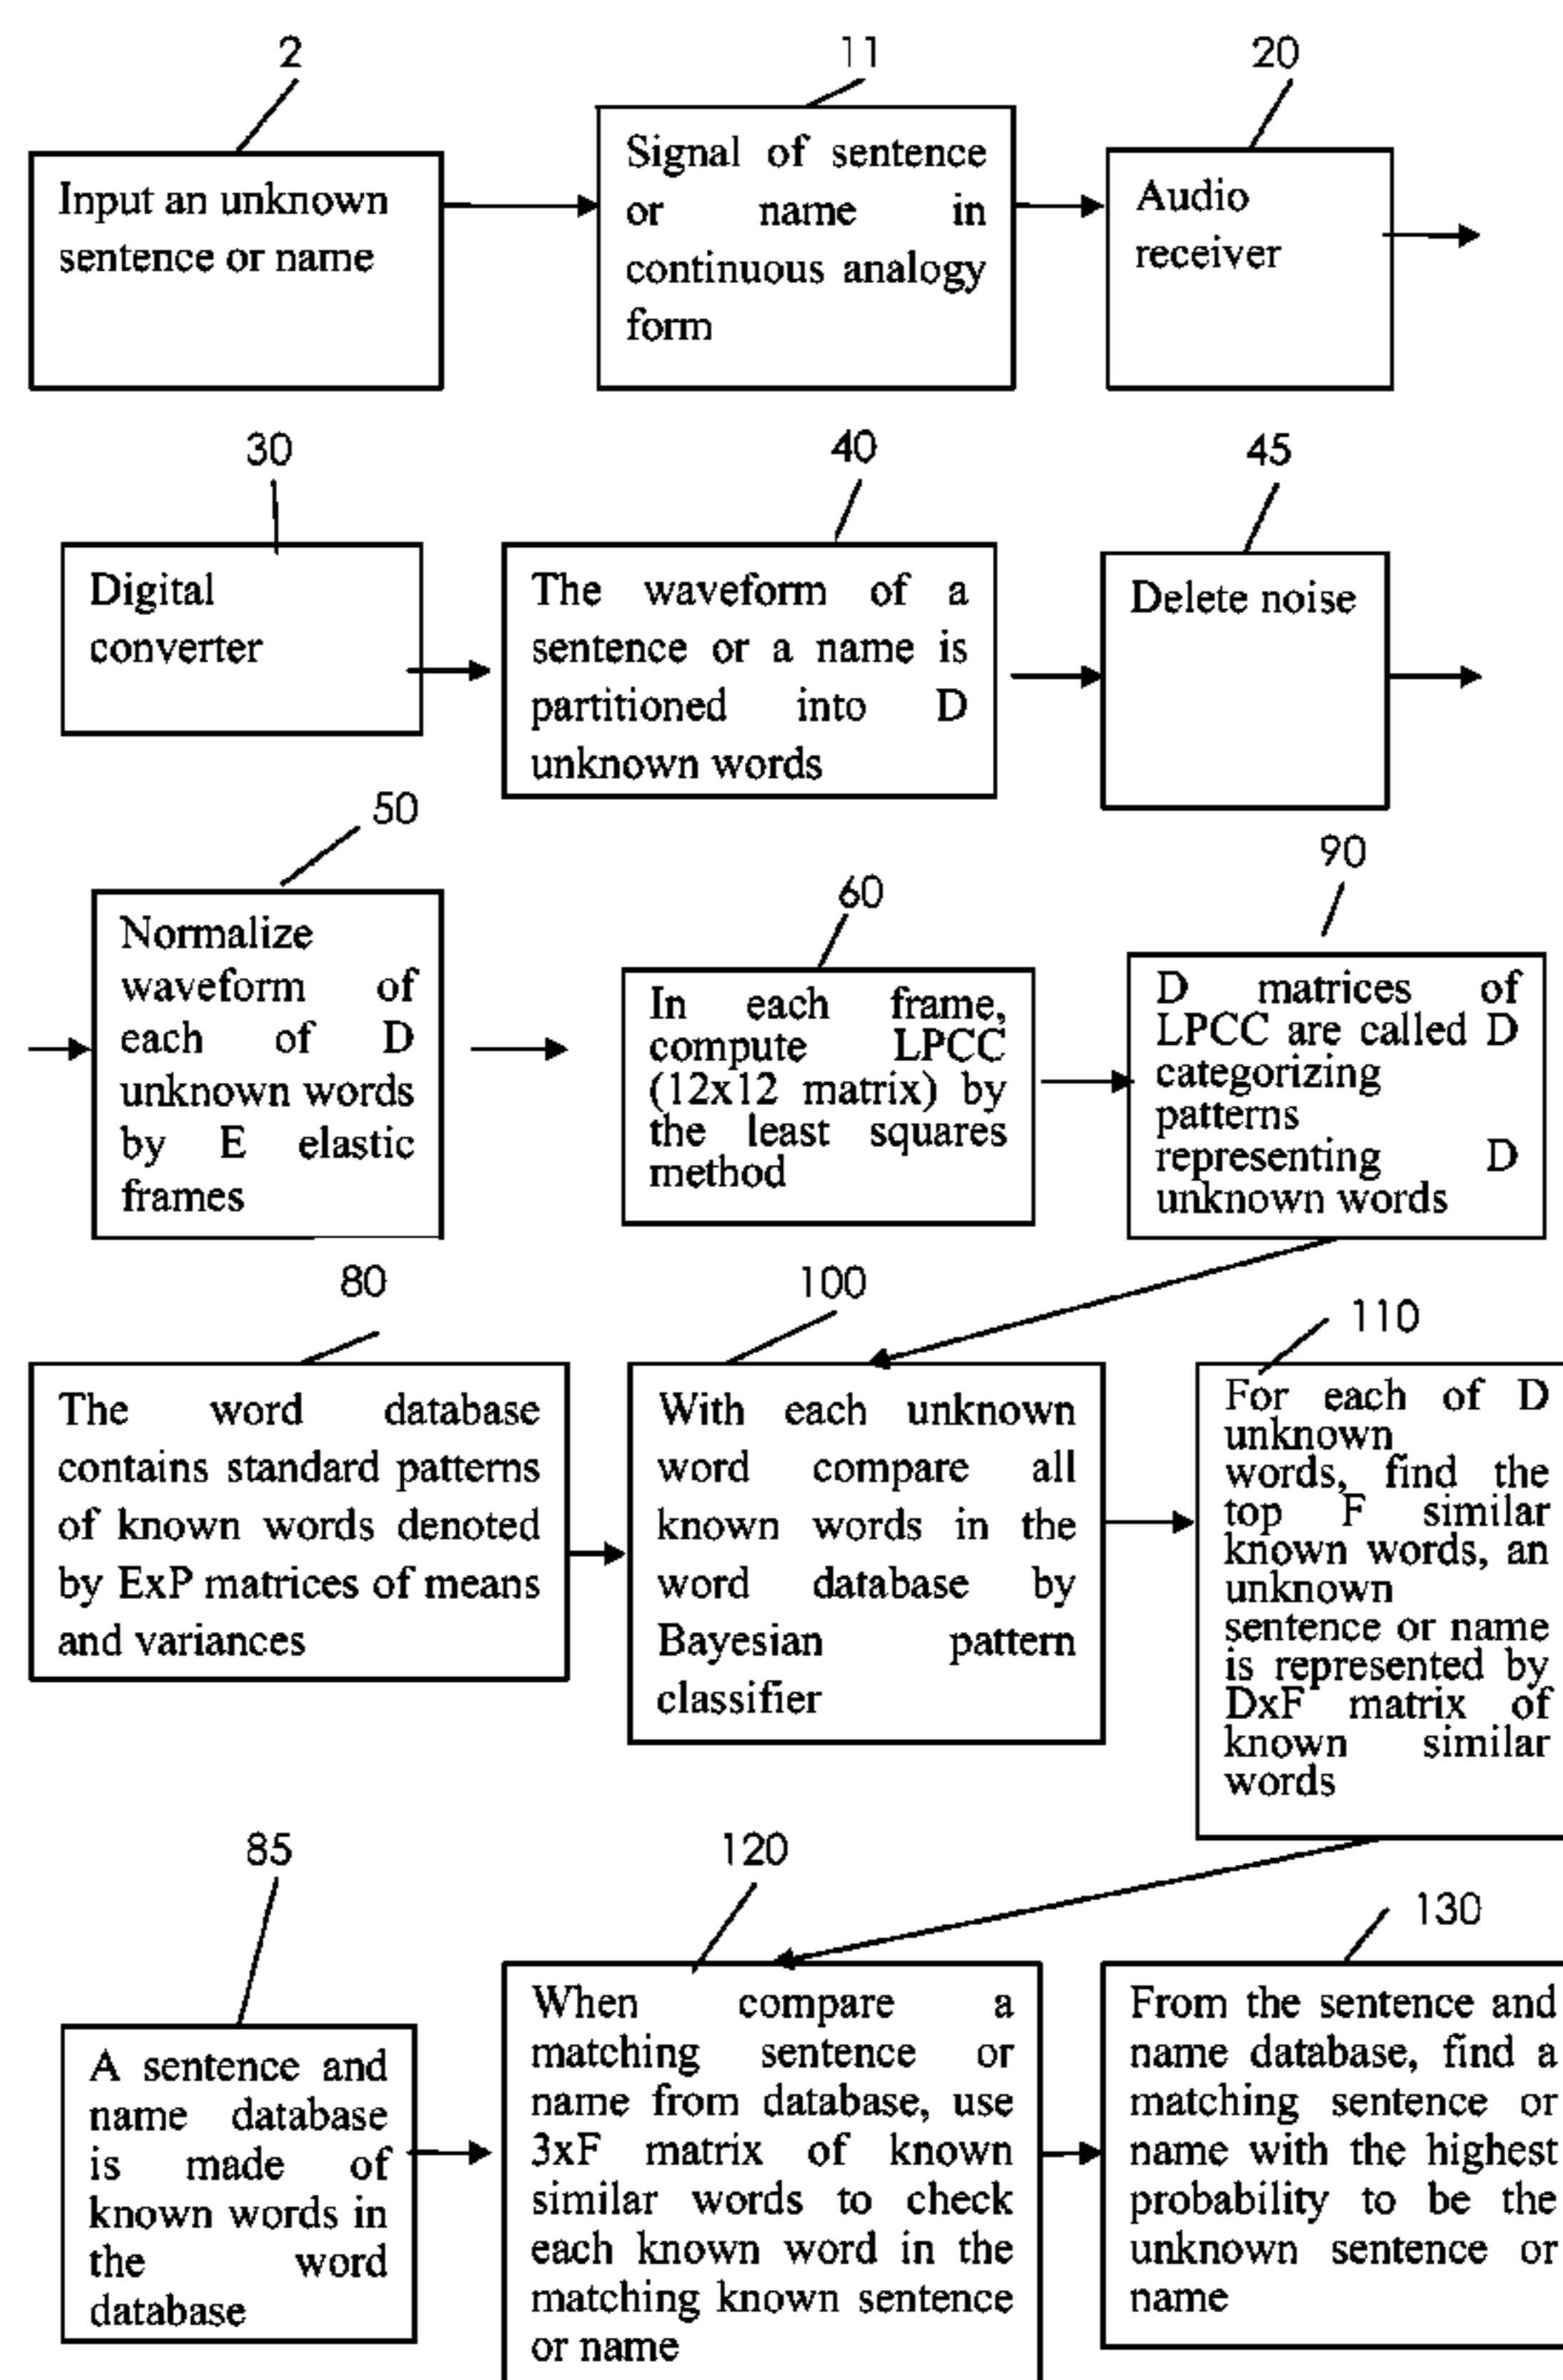 2
Input an unknown
sentence or name
11
Signal of sentence
or name in
continuous analogy
form
20
Audio
receiver
30
Digital
converter
40
The waveform of a
sentence or a name is
partitioned into D
unknown words
45
Delete noise
50
Normalize
waveform of
each of D
unknown words
by E elastic
frames
60
In each frame,
compute LPCC
(12x12 matrix) by
the least squares
method
90
D matrices of
LPCC are called D
categorizing
patterns
representing D
unknown words
80
The word database
contains standard patterns
of known words denoted
by ExP matrices of means
and variances
100
With each unknown
word compare all
known words in the
word database by
Bayesian pattern
classifier
110
For each of D
unknown
words, find the
top F similar
known words, an
unknown
sentence or name
is represented by
DxF matrix of
known similar
words
85
A sentence and
name database
is made of
known words in
the word
database
120
When compare a
matching sentence or
name from database, use
3xF matrix of known
similar words to check
each known word in the
matching known sentence
or name
130
From the sentence and
name database, find a
matching sentence or
name with the highest
probability to be the
unknown sentence or
name